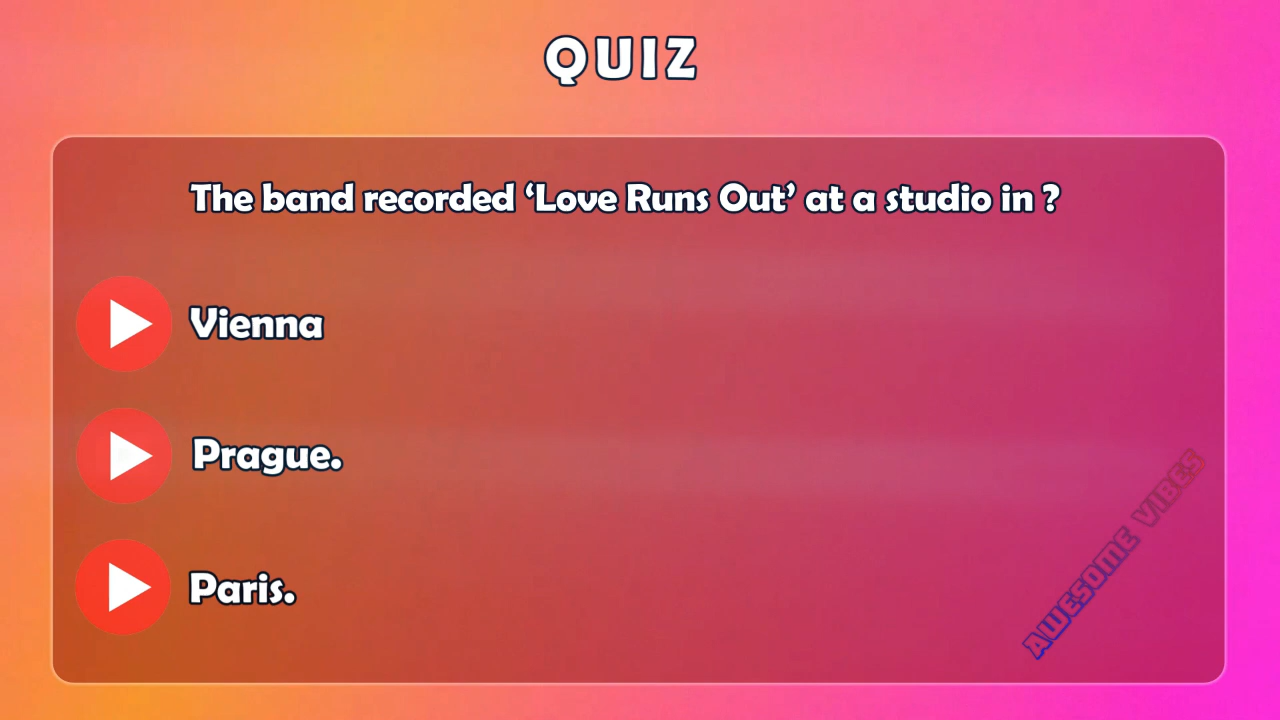 QUIZ
The band recorded ‘Love Runs Out’ at a studio in ?
Vienna
Prague.
Paris.
AWESOME VIBES